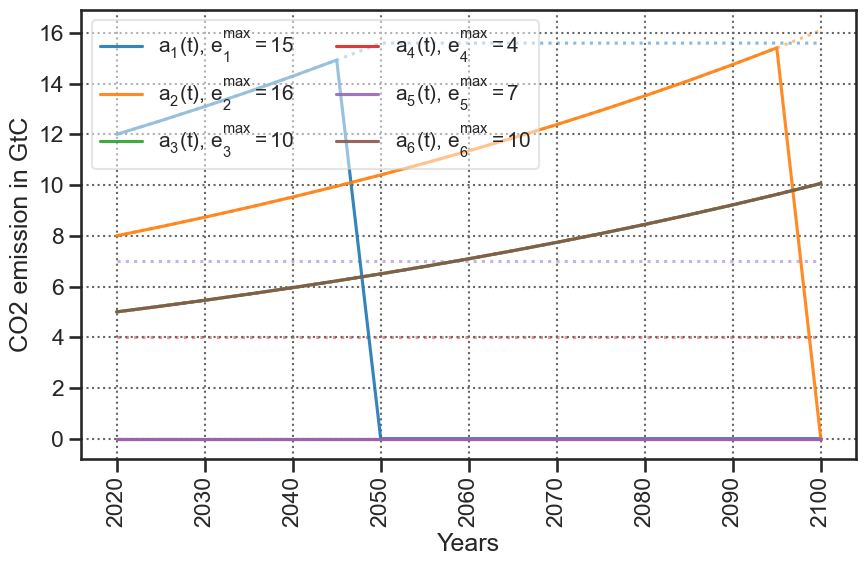 16
14
12
10
8
6
4
2
0
CO2 emission in GtC
a₁(t), e₁ᵐᵃˣ = 15
a₂(t), e₂ᵐᵃˣ = 16
a₃(t), e₃ᵐᵃˣ = 10
a₄(t), e₄ᵐᵃˣ = 4
a₅(t), e₅ᵐᵃˣ = 7
a₆(t), e₆ᵐᵃˣ = 10
2020 2030 2040 2050 2060 2070 2080 2090 2100
Years